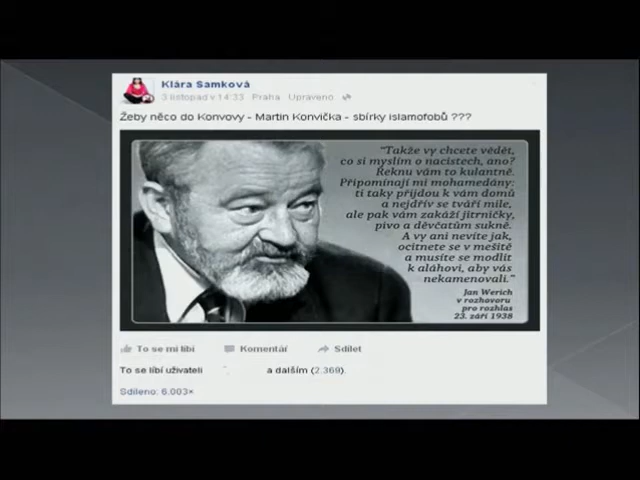 Klára Samková
3 listopad v 14:33 Praha Upraveno
Žeby něco do Konvovy - Martin Konvička - sbírky islamofobů ???
"Takže vy chcete vědět,
co si myslím o nacistech, ano?
Řeknu vám to kulantně.
Připomínají mi mohamedány:
ti taky přijdou k vám domů
a nejdřív se tváří mile,
ale pak vám zakáží jitrničky,
pivo a děvčatům sukně.
A vy ani nevíte jak,
ocitnete se v mešitě
a musíte se modlit
k aláhovi, aby vás
nekamenovali."
Jan Werich
v rozhovoru
pro rozhlas
23. září 1938
To se mi líbí Komentář Sdílet
To se líbí uživateli a dalším (2.369).
Sdíleno: 6.003×